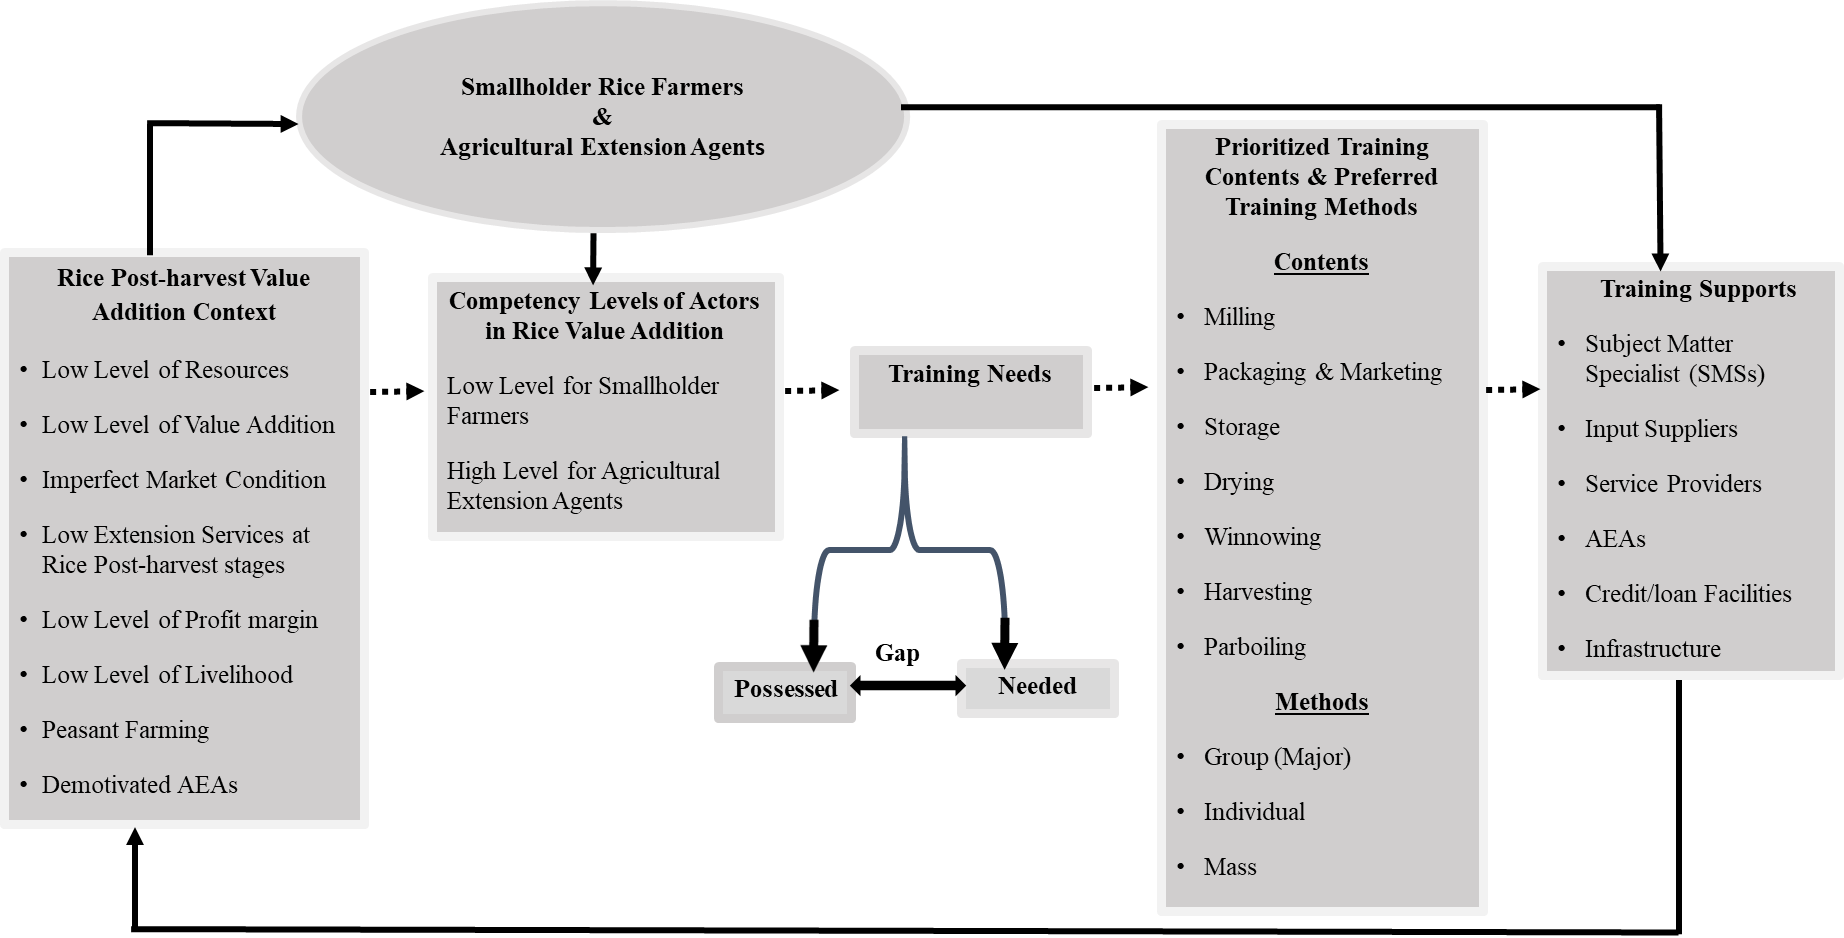 Smallholder Rice Farmers
&
Agricultural Extension Agents
Rice Post-harvest Value
Addition Context
• Low Level of Resources
• Low Level of Value Addition
• Imperfect Market Condition
• Low Extension Services at
Rice Post-harvest stages
• Low Level of Profit margin
• Low Level of Livelihood
• Peasant Farming
• Demotivated AEAs
Competency Levels of Actors
in Rice Value Addition
Low Level for Smallholder
Farmers
High Level for Agricultural
Extension Agents
Training Needs
Possessed
Gap
Needed
Prioritized Training
Contents & Preferred
Training Methods
Contents
• Milling
• Packaging & Marketing
• Storage
• Drying
• Winnowing
• Harvesting
• Parboiling
Methods
• Group (Major)
• Individual
• Mass
Training Supports
• Subject Matter
Specialist (SMSs)
• Input Suppliers
• Service Providers
• AEAs
• Credit/loan Facilities
• Infrastructure